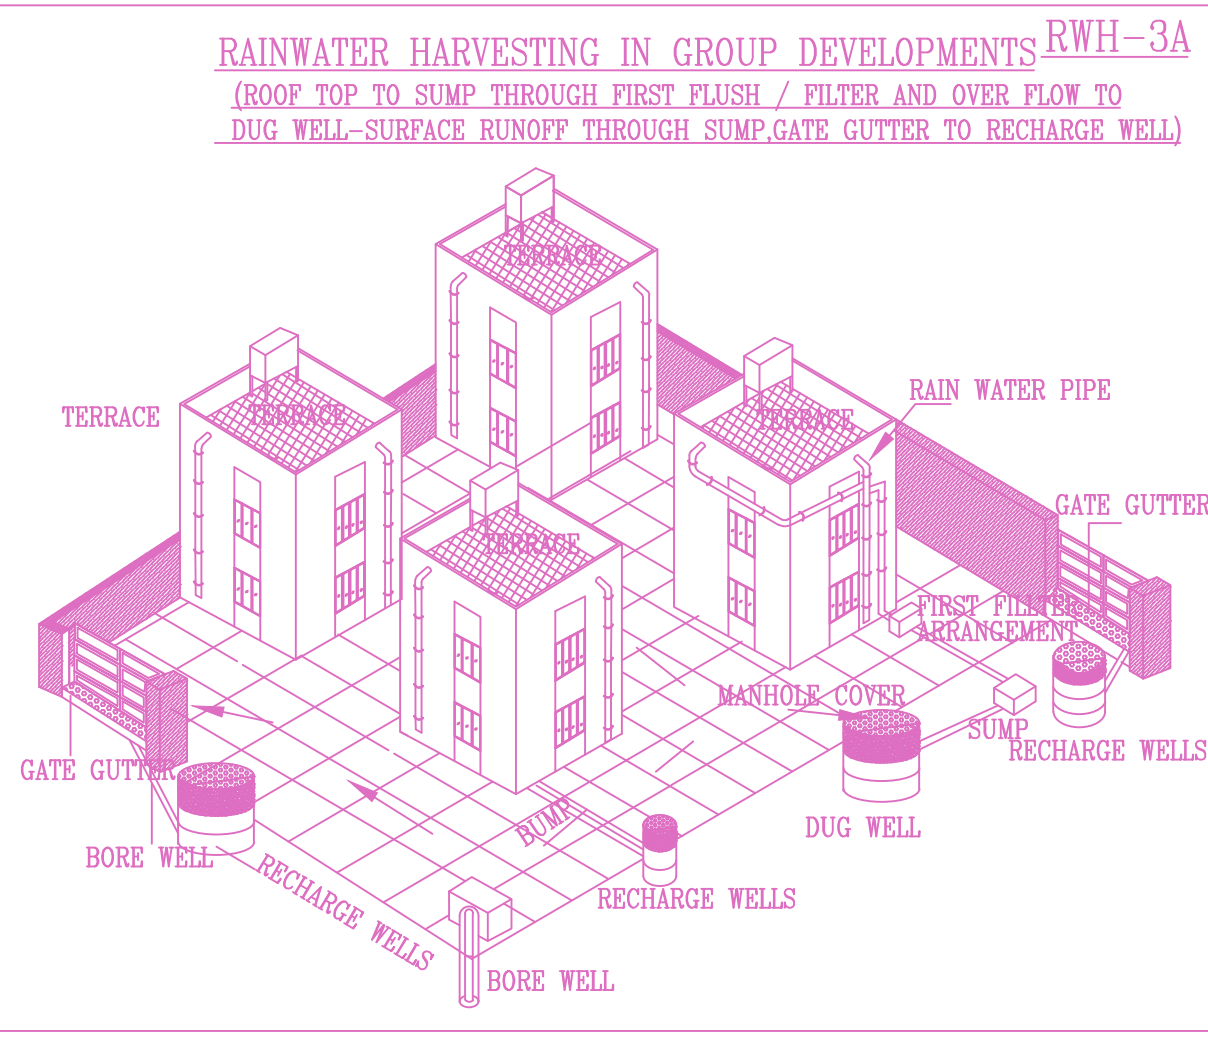 RAINWATER HARVESTING IN GROUP DEVELOPMENTS RWH-3A
(ROOF TOP TO SUMP THROUGH FIRST FLUSH / FILTER AND OVER FLOW TO
DUG WELL-SURFACE RUNOFF THROUGH SUMP,GATE GUTTER TO RECHARGE WELL)
TERRACE
RAIN WATER PIPE
TERRACE
TERRACE
TERRACE
GATE GUTTER
TERRACE
FIRST FILLTER
ARRANGEMENT
MANHOLE COVER
SUMP
RECHARGE WELLS
GATE GUTTER
DUG WELL
BUMP
BORE WELL
RECHARGE WELLS
RECHARGE WELLS
BORE WELL